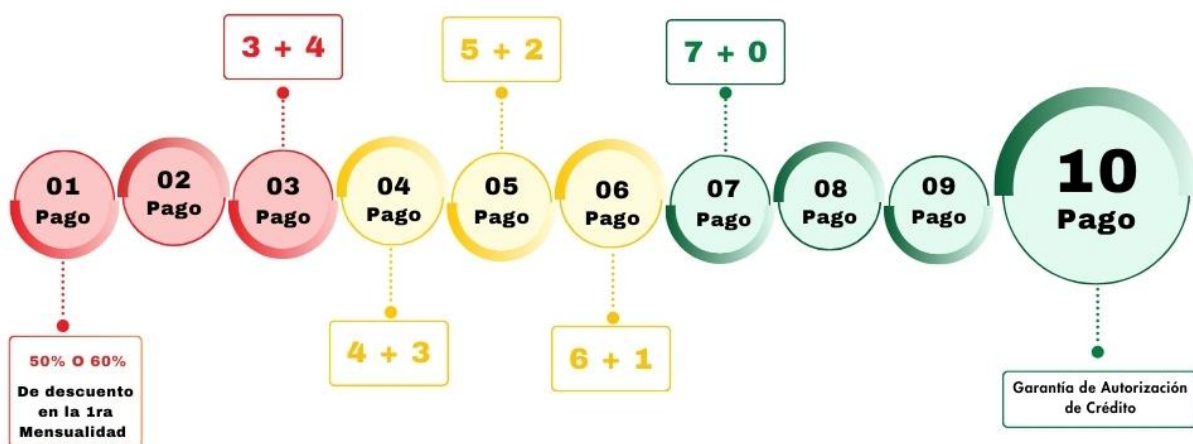 3 + 4
5 + 2
7 + 0
01
Pago
02
Pago
03
Pago
04
Pago
05
Pago
06
Pago
07
Pago
08
Pago
09
Pago
10
Pago
4 + 3
6 + 1
50% O 60%
De descuento
en la 1ra
Mensualidad
Garantía de Autorización
de Crédito